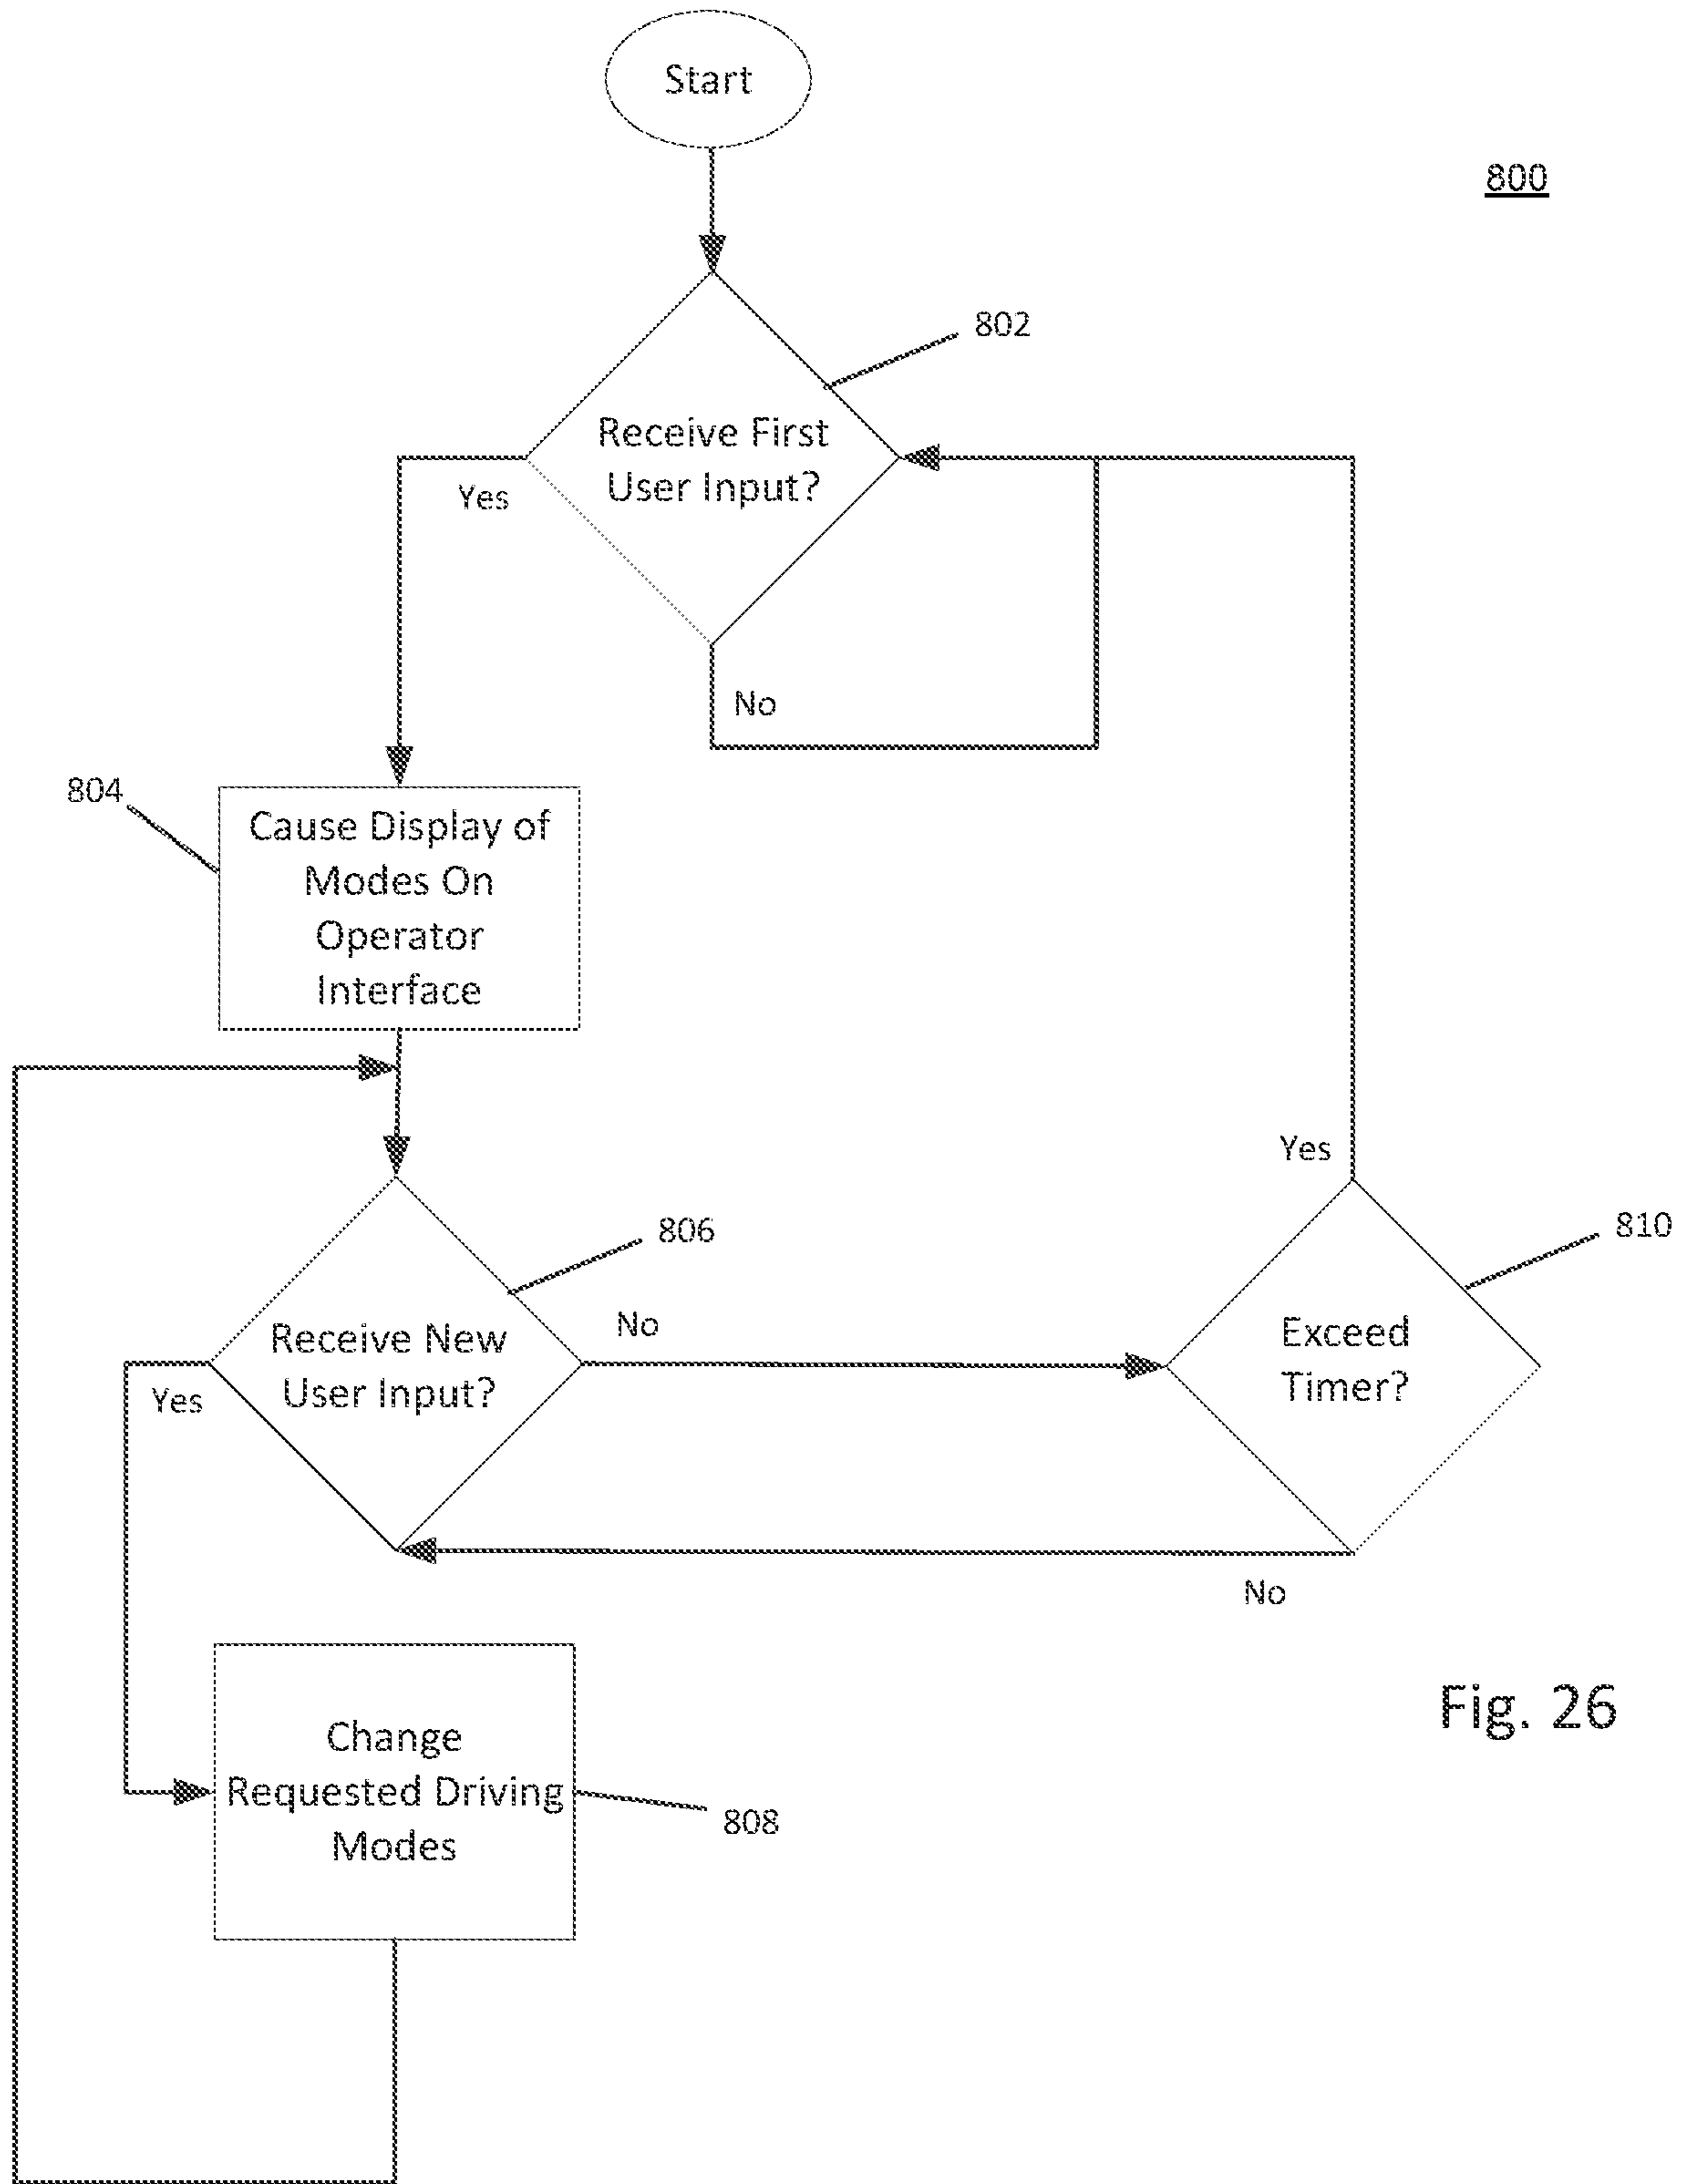 Start
800
802
Receive First
User Input?
Yes
No
804
Cause Display of
Modes On
Operator
Interface
Yes
806
810
No
Receive New
User Input?
Exceed
Timer?
Yes
No
Change
Requested Driving
Modes
808
Fig. 26